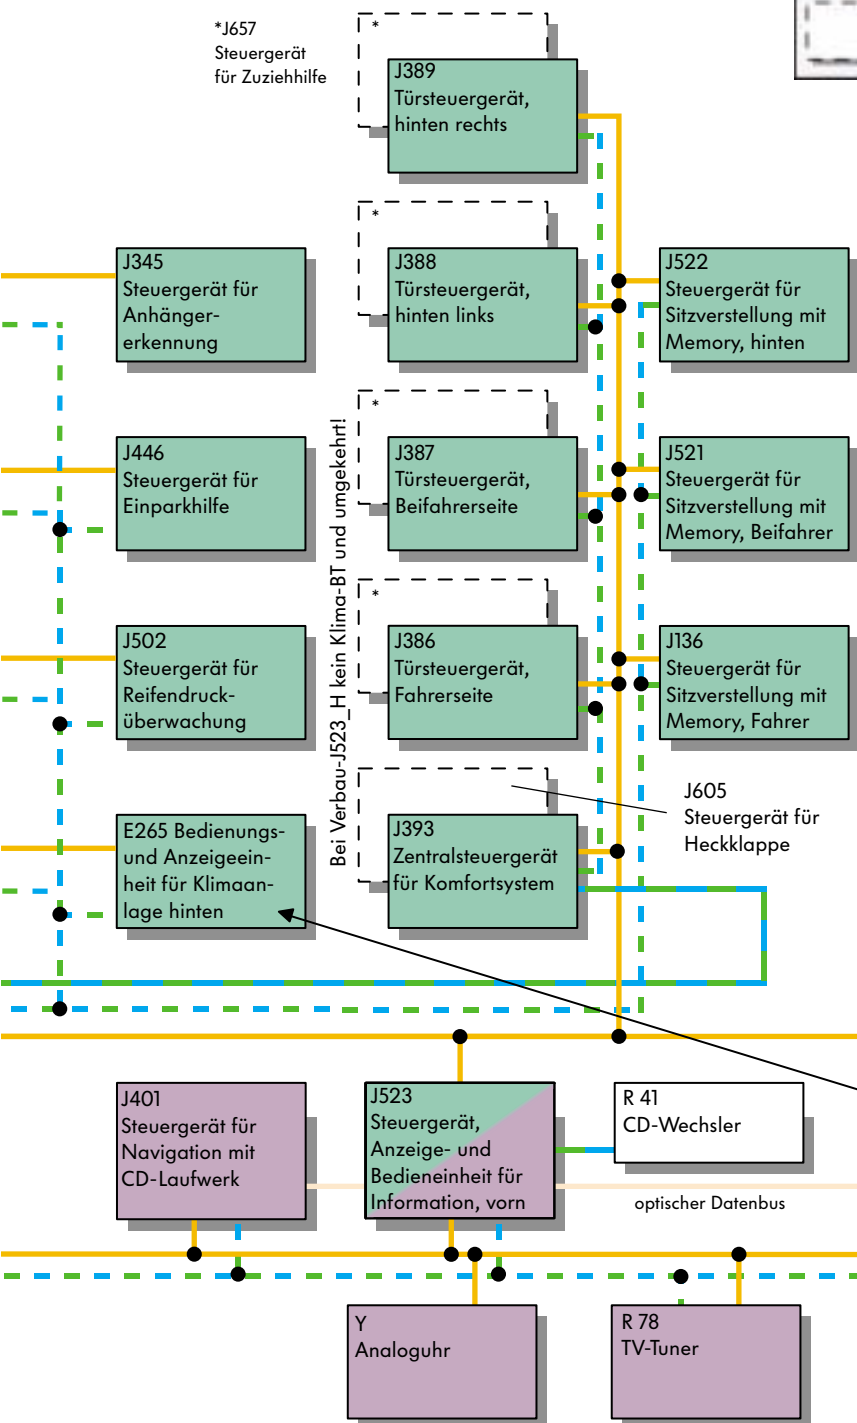 *J657
Steuergerät
für Zuziehhilfe
*
J389
Türsteuergerät,
hinten rechts
J345
Steuergerät für
Anhänger-
erkennung
*
J388
Türsteuergerät,
hinten links
J522
Steuergerät für
Sitzverstellung mit
Memory, hinten
J446
Steuergerät für
Einparkhilfe
*
J387
Türsteuergerät,
Beifahrerseite
J521
Steuergerät für
Sitzverstellung mit
Memory, Beifahrer
Bei Verbau-J523_H kein Klima-BT und umgekehrt!
J502
Steuergerät für
Reifendruck-
überwachung
*
J386
Türsteuergerät,
Fahrerseite
J136
Steuergerät für
Sitzverstellung mit
Memory, Fahrer
J605
Steuergerät für
Heckklappe
E265 Bedienungs-
und Anzeigeein-
heit für Klimaan-
lage hinten
J393
Zentralsteuergerät
für Komfortsystem
J401
Steuergerät für
Navigation mit
CD-Laufwerk
J523
Steuergerät,
Anzeige- und
Bedieneinheit für
Information, vorn
R 41
CD-Wechsler
optischer Datenbus
Y
Analoguhr
R 78
TV-Tuner